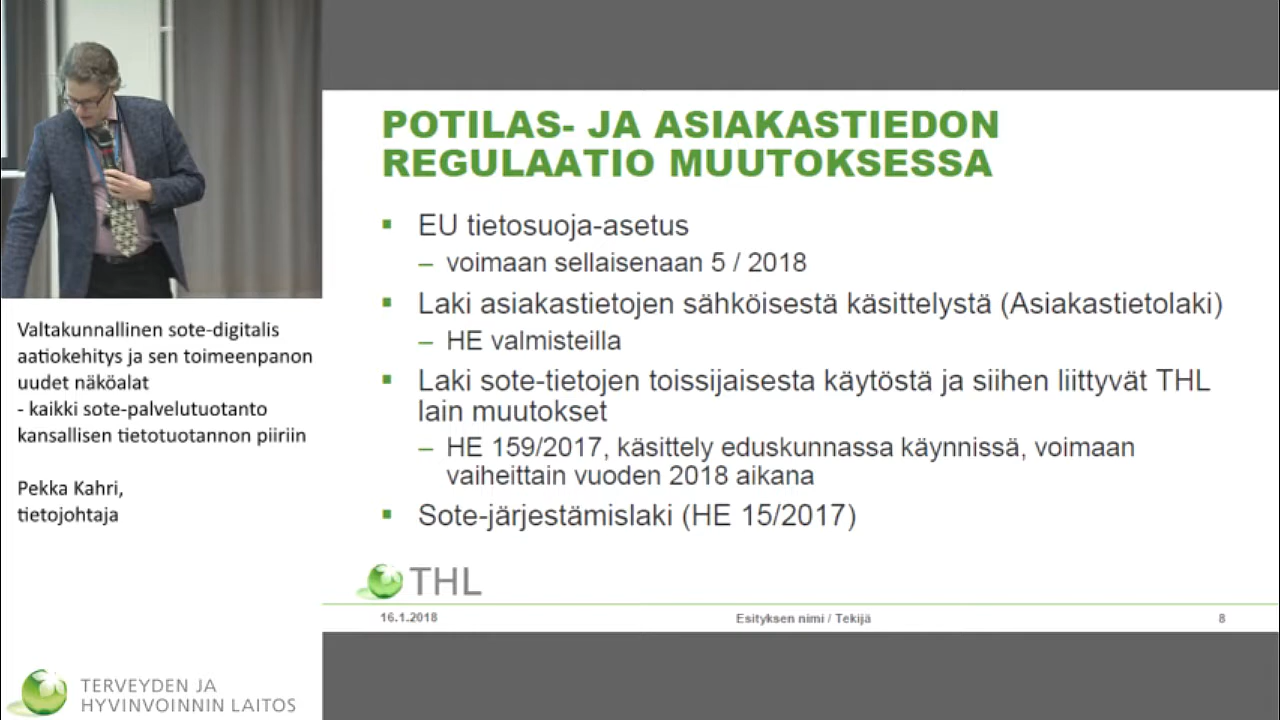 Valtakunnallinen sote-digitalis
aatiokehitys ja sen toimeenpanon
uudet näköalat
- kaikki sote-palvelutuotanto
kansallisen tietotuotannon piiriin
Pekka Kahri,
tietojohtaja
TERVEYDEN JA
HYVINVOINNIN LAITOS
POTILAS- JA ASIAKASTIEDON
REGULAATIO MUUTOKSESSA
▪ EU tietosuoja-asetus
– voimaan sellaisenaan 5 / 2018
▪ Laki asiakastietojen sähköisestä käsittelystä (Asiakastietolaki)
– HE valmisteilla
▪ Laki sote-tietojen toissijaisesta käytöstä ja siihen liittyvät THL
lain muutokset
– HE 159/2017, käsittely eduskunnassa käynnissä, voimaan
vaiheittain vuoden 2018 aikana
▪ Sote-järjestämislaki (HE 15/2017)
THL
16.1.2018
Esityksen nimi / Tekijä
8